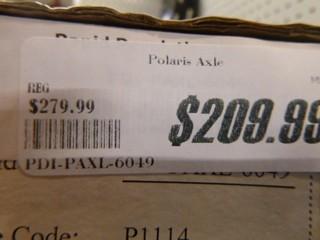 Polaris Axle
REG
$279.99
$209.99
PDI-PAXL-6049
Code: P1114